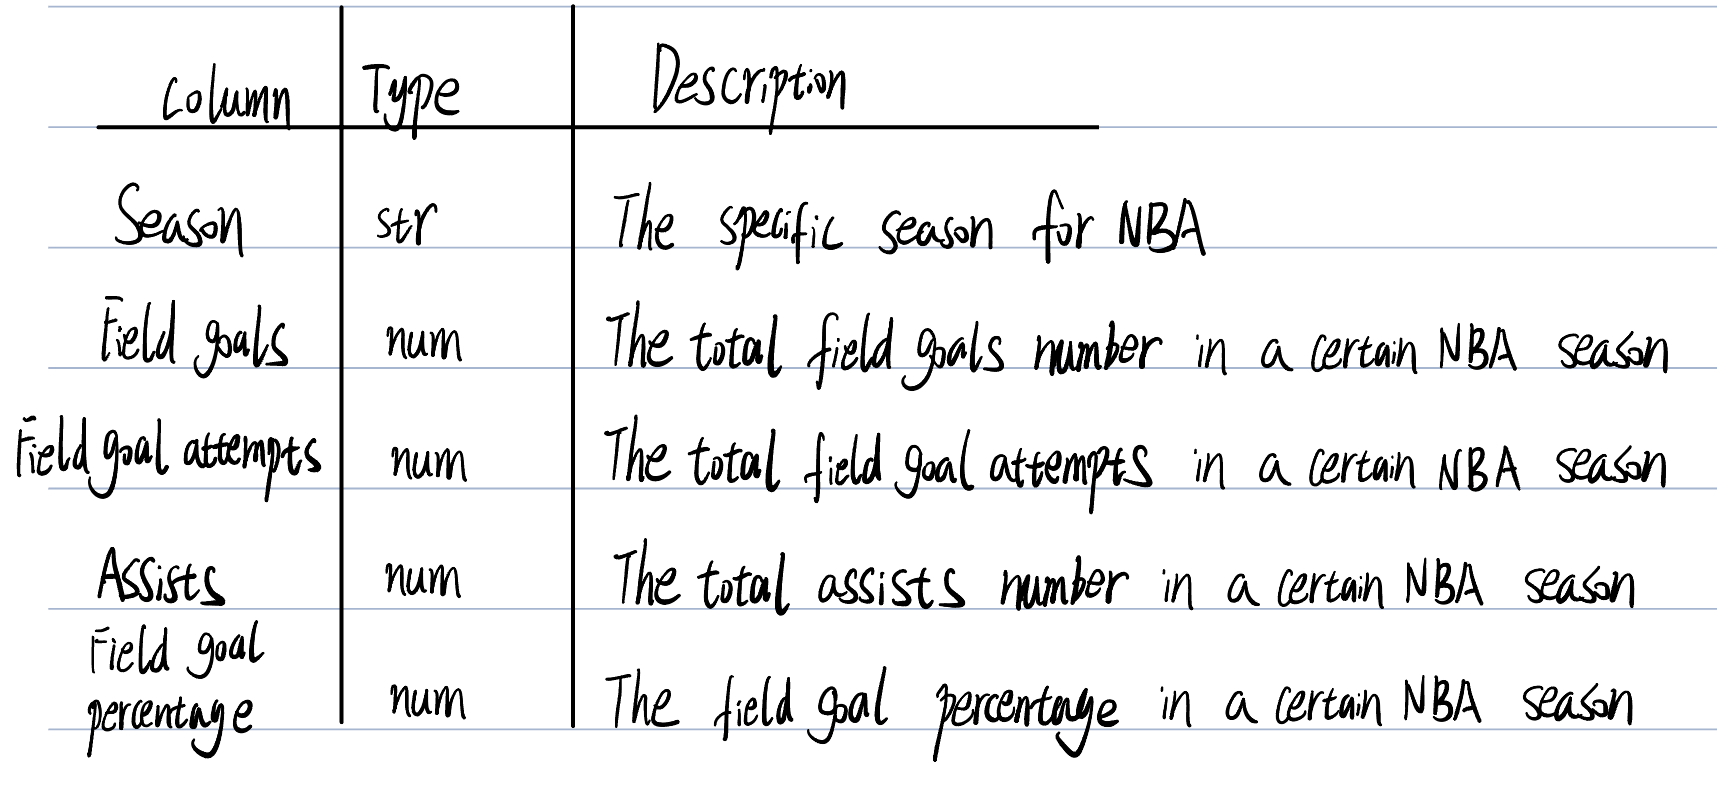 Column Type Description
Season str The specific season for NBA
Field goals num The total field goals number in a certain NBA season
Field goal attempts num The total field goal attempts in a certain NBA season
Assists num The total assists number in a certain NBA season
Field goal
percentage num The field goal percentage in a certain NBA season